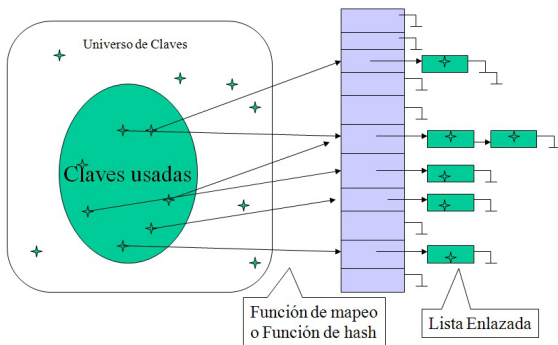 Universo de Claves
Claves usadas
Función de mapeo
o Función de hash
Lista Enlazada